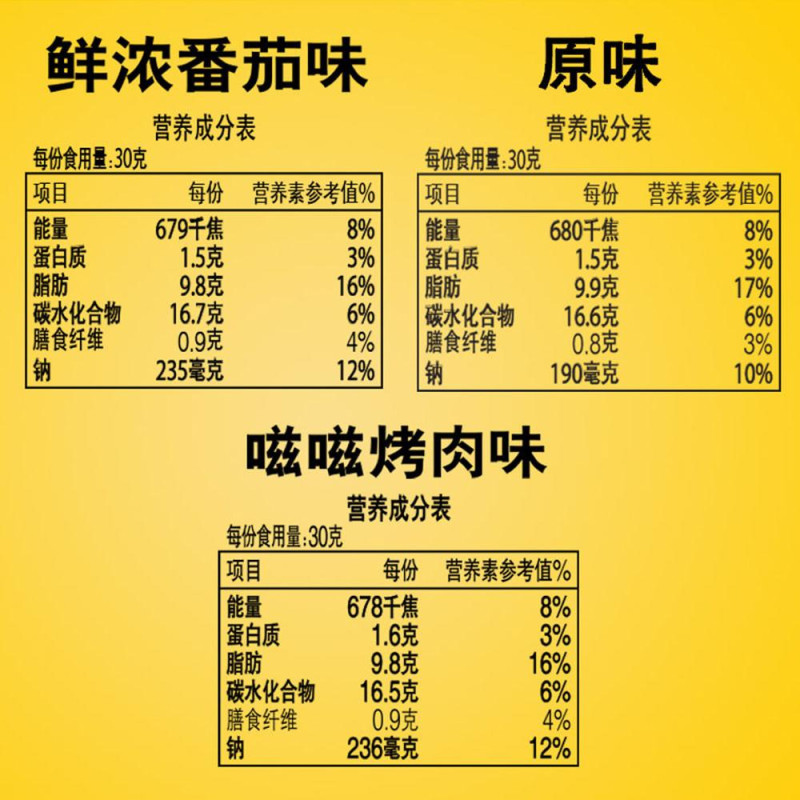 鲜浓番茄味
营养成分表
每份食用量:30克
项目 每份 营养素参考值%
能量 679千焦 8%
蛋白质 1.5克 3%
脂肪 9.8克 16%
碳水化合物 16.7克 6%
膳食纤维 0.9克 4%
钠 235毫克 12%
原味
营养成分表
每份食用量:30克
项目 每份 营养素参考值%
能量 680千焦 8%
蛋白质 1.5克 3%
脂肪 9.9克 17%
碳水化合物 16.6克 6%
膳食纤维 0.8克 3%
钠 190毫克 10%
嗞嗞烤肉味
营养成分表
每份食用量:30克
项目 每份 营养素参考值%
能量 678千焦 8%
蛋白质 1.6克 3%
脂肪 9.8克 16%
碳水化合物 16.5克 6%
膳食纤维 0.9克 4%
钠 236毫克 12%